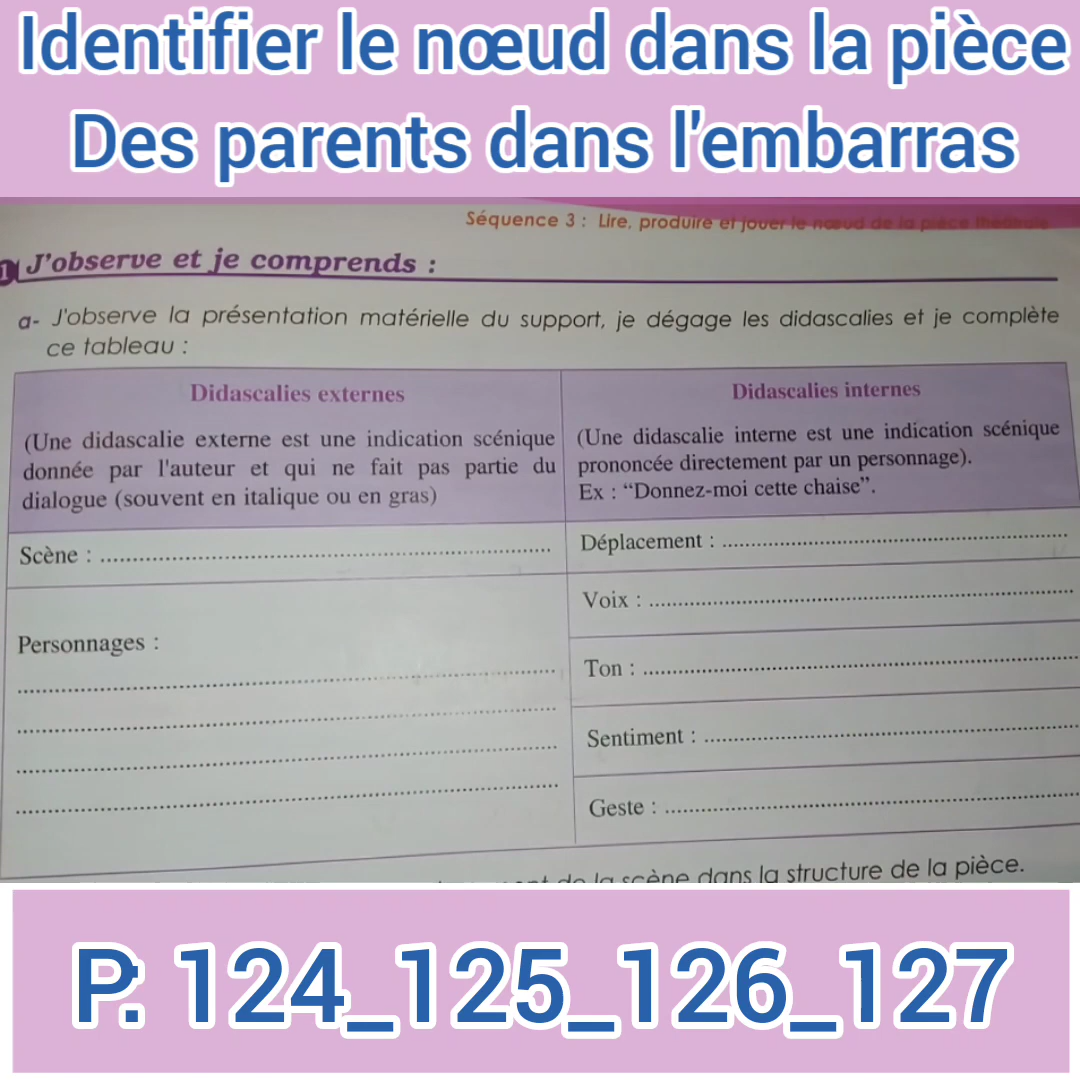 Identifier le nœud dans la pièce
Des parents dans l'embarras
Séquence 3 : Lire, produire et jouer le nœud de la pièce théâtrale
1 J'observe et je comprends :
a- J'observe la présentation matérielle du support, je dégage les didascalies et je complète
ce tableau :
Didascalies externes
(Une didascalie externe est une indication scénique
donnée par l'auteur et qui ne fait pas partie du
dialogue (souvent en italique ou en gras)
Didascalies internes
(Une didascalie interne est une indication scénique
prononcée directement par un personnage).
Ex : “Donnez-moi cette chaise”.
Scène : ................................................
Personnages :
................................................
................................................
................................................
................................................
Déplacement : ................................................
Voix : ................................................
Ton : ................................................
Sentiment : ................................................
Geste : ................................................
de la scène dans la structure de la pièce.
P. 124_125_126_127